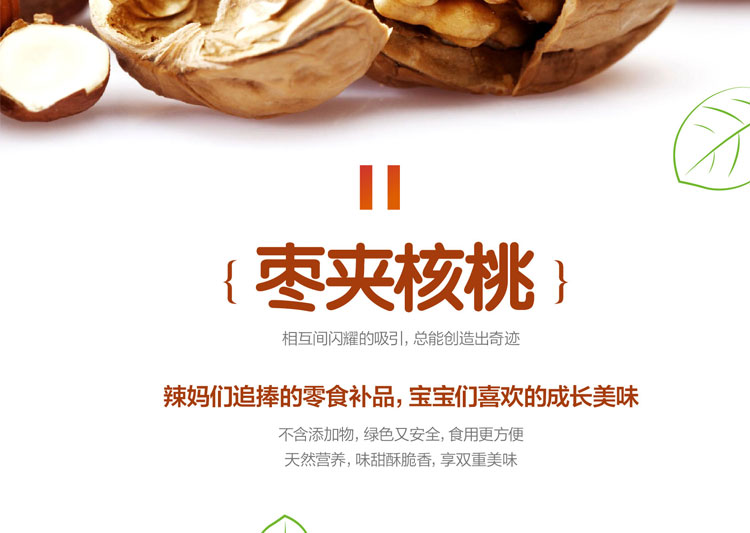 { 枣夹核桃 }
相互间闪耀的吸引, 总能创造出奇迹
辣妈们追捧的零食补品, 宝宝们喜欢的成长美味
不含添加物, 绿色又安全, 食用更方便
天然营养, 味甜酥脆香, 享双重美味